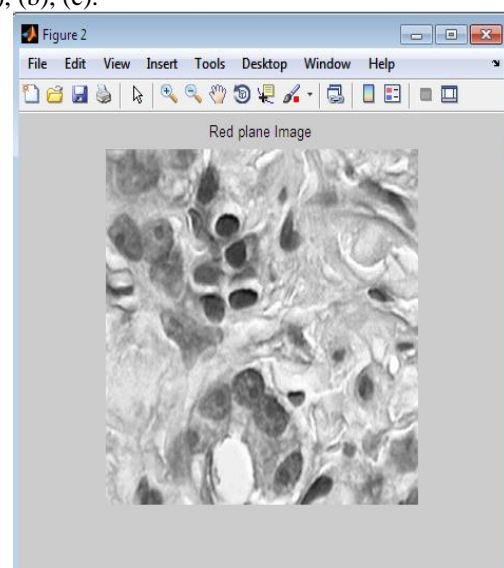 ), (b), (c).
Figure 2
File Edit View Insert Tools Desktop Window Help
Red plane Image